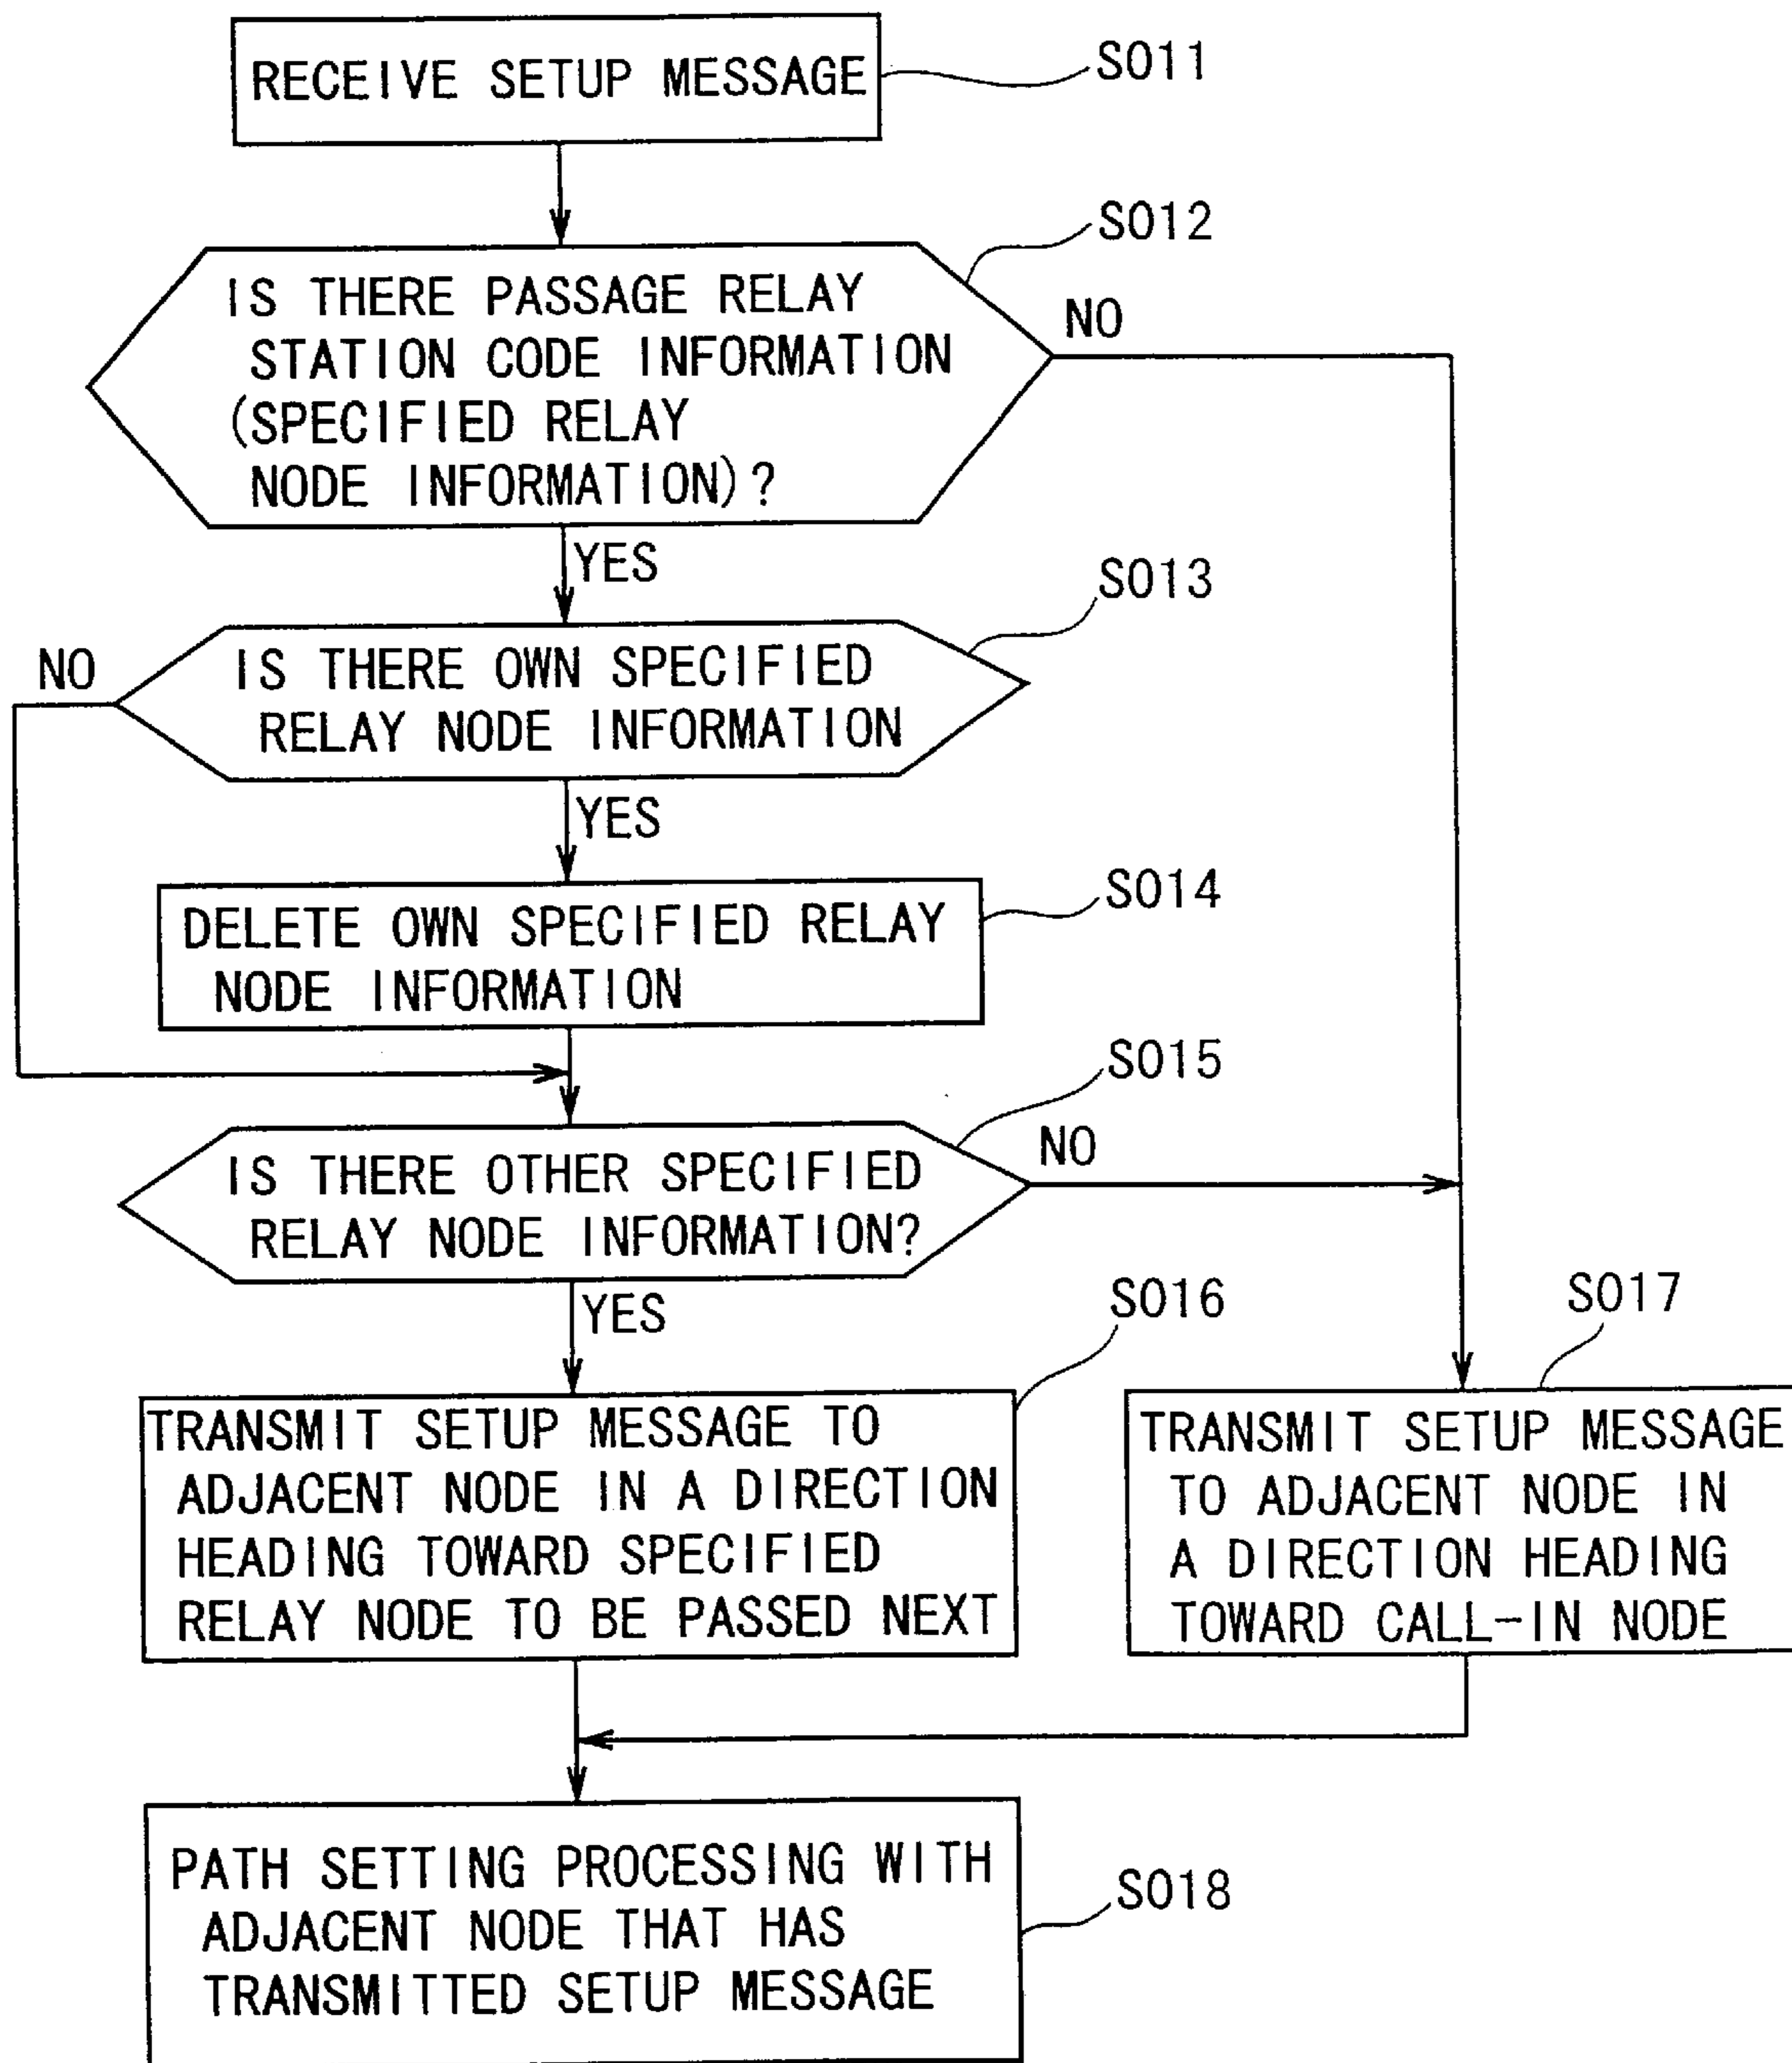 RECEIVE SETUP MESSAGE
S011
S012
IS THERE PASSAGE RELAY
STATION CODE INFORMATION
(SPECIFIED RELAY
NODE INFORMATION)?
NO
YES
S013
NO
IS THERE OWN SPECIFIED
RELAY NODE INFORMATION
YES
S014
DELETE OWN SPECIFIED RELAY
NODE INFORMATION
S015
IS THERE OTHER SPECIFIED
RELAY NODE INFORMATION?
NO
YES
S016
TRANSMIT SETUP MESSAGE TO
ADJACENT NODE IN A DIRECTION
HEADING TOWARD SPECIFIED
RELAY NODE TO BE PASSED NEXT
S017
TRANSMIT SETUP MESSAGE
TO ADJACENT NODE IN
A DIRECTION HEADING
TOWARD CALL-IN NODE
PATH SETTING PROCESSING WITH
ADJACENT NODE THAT HAS
TRANSMITTED SETUP MESSAGE
S018